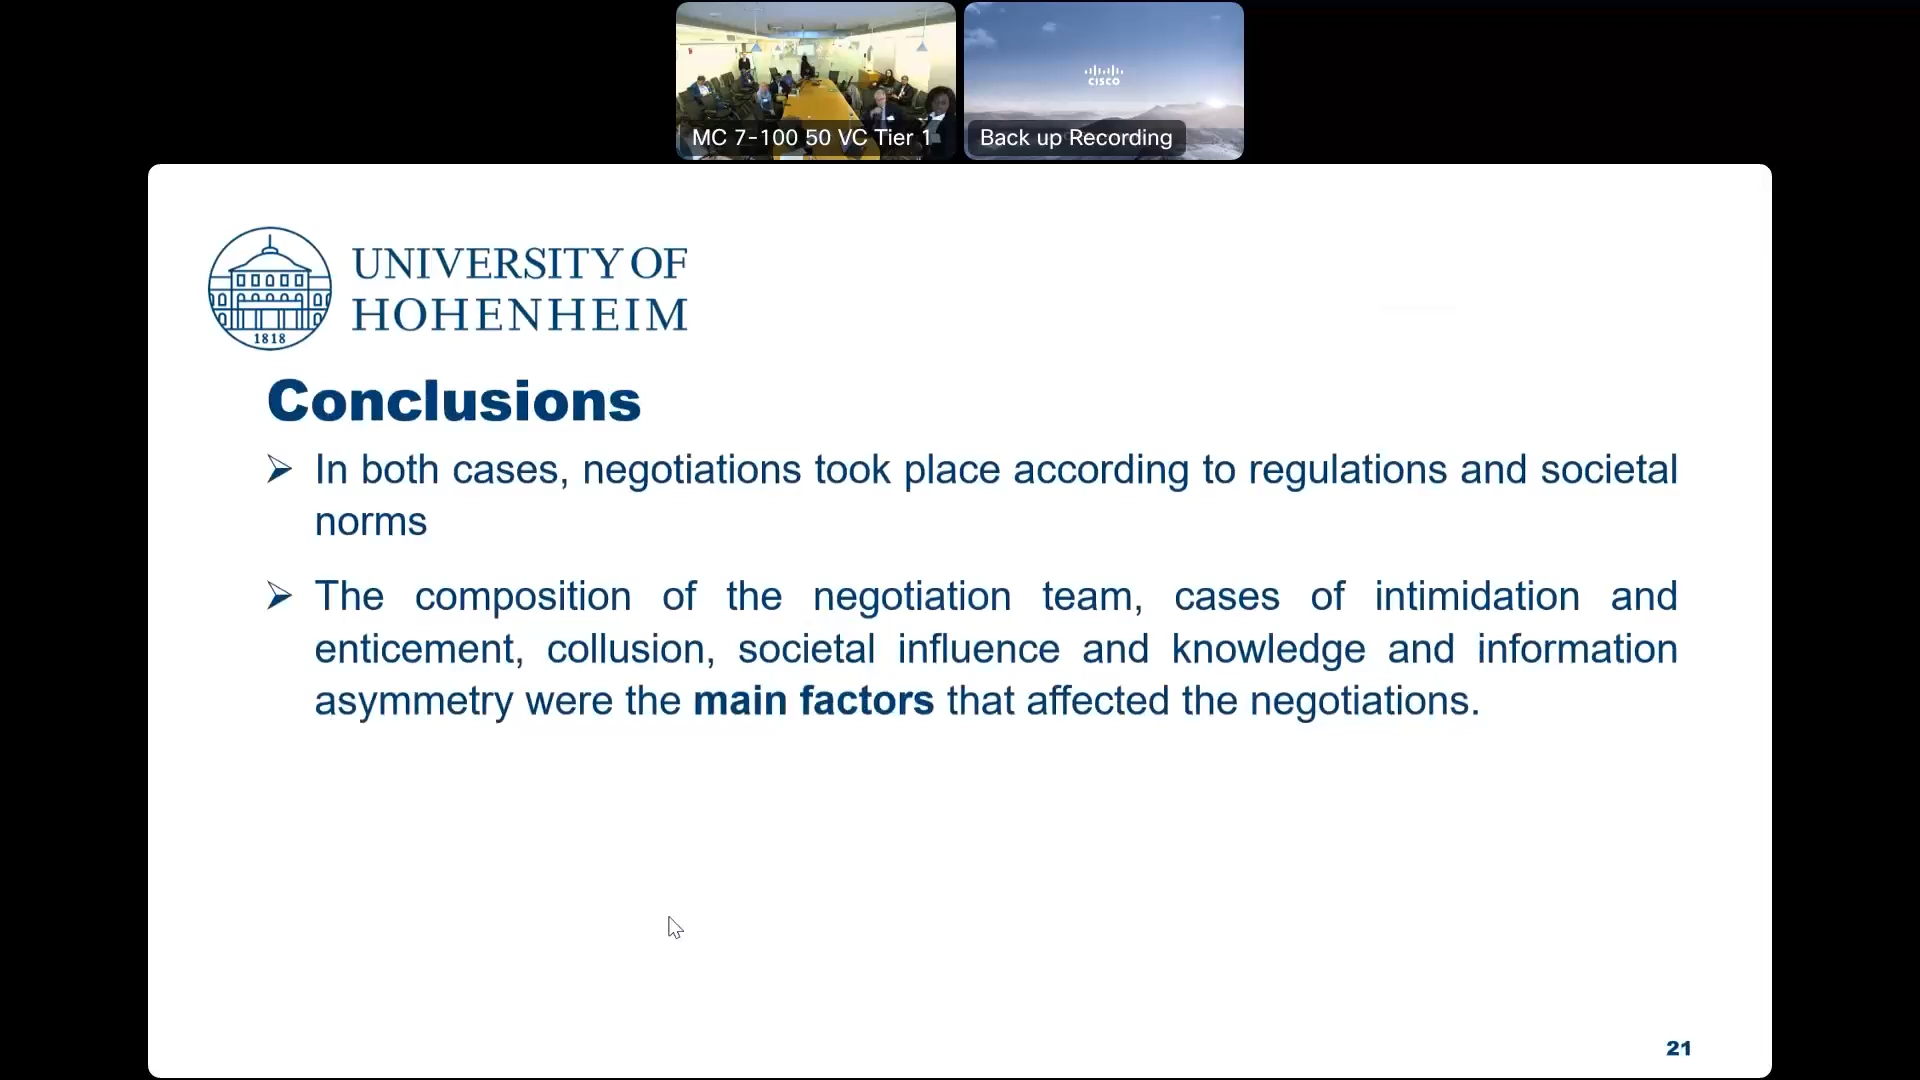 MC 7-100 50 VC Tier 1
CISCO
Back up Recording
UNIVERSITY OF
HOHENHEIM
1818
Conclusions
➢ In both cases, negotiations took place according to regulations and societal
norms
➢ The composition of the negotiation team, cases of intimidation and
enticement, collusion, societal influence and knowledge and information
asymmetry were the main factors that affected the negotiations.
21